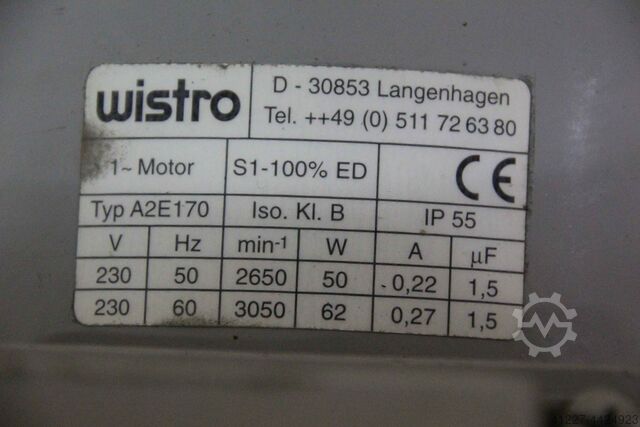 wistro
D - 30853 Langenhagen
Tel. ++49 (0) 511 72 63 80
1~ Motor S1-100% ED CE
Typ A2E170 Iso. Kl. B IP 55
V Hz min-1 W A µF
230 50 2650 50 0,22 1,5
230 60 3050 62 0,27 1,5